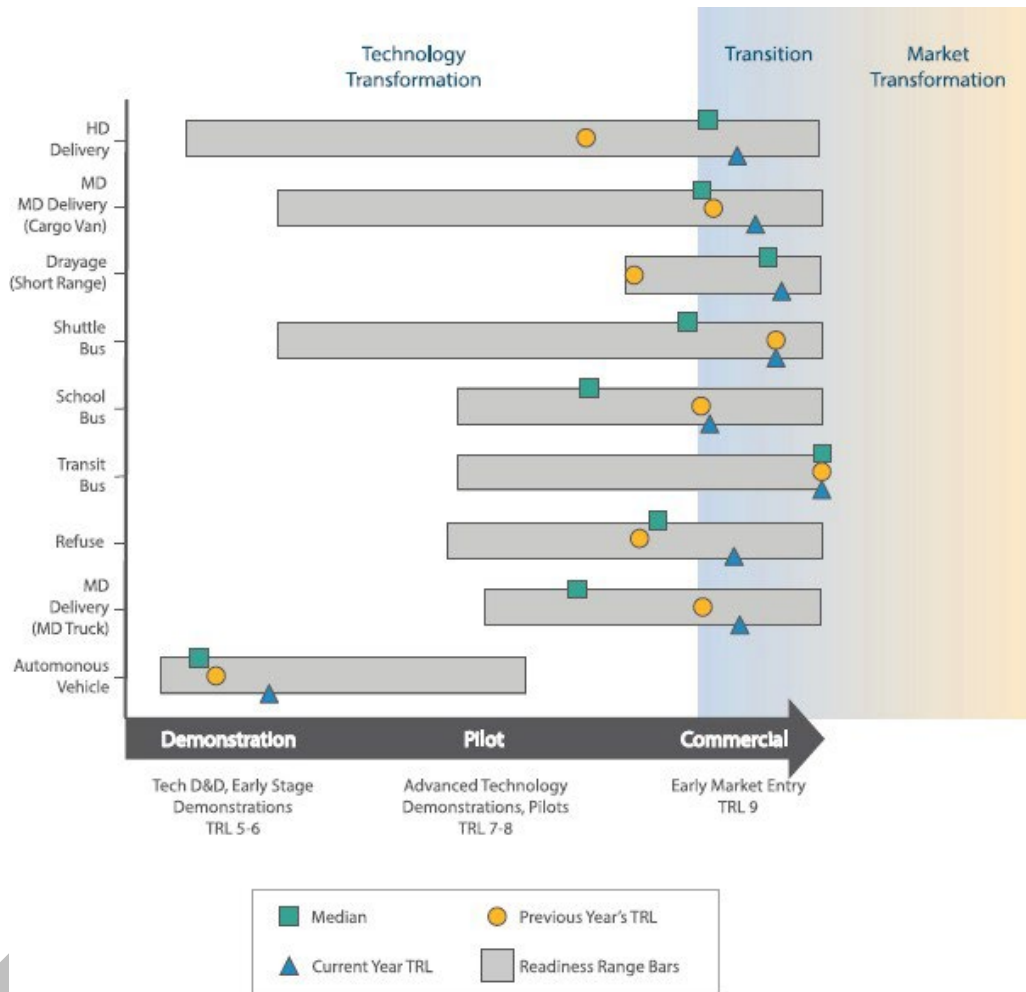 Technology
Transformation
Transition
Market
Transformation
HD
Delivery
MD
MD Delivery
(Cargo Van)
Drayage
(Short Range)
Shuttle
Bus
School
Bus
Transit
Bus
Refuse
MD
Delivery
(MD Truck)
Automonous
Vehicle
Demonstration
Pilot
Commercial
Tech D&D, Early Stage
Demonstrations
TRL 5-6
Advanced Technology
Demonstrations, Pilots
TRL 7-8
Early Market Entry
TRL 9
Median
Previous Year's TRL
Current Year TRL
Readiness Range Bars